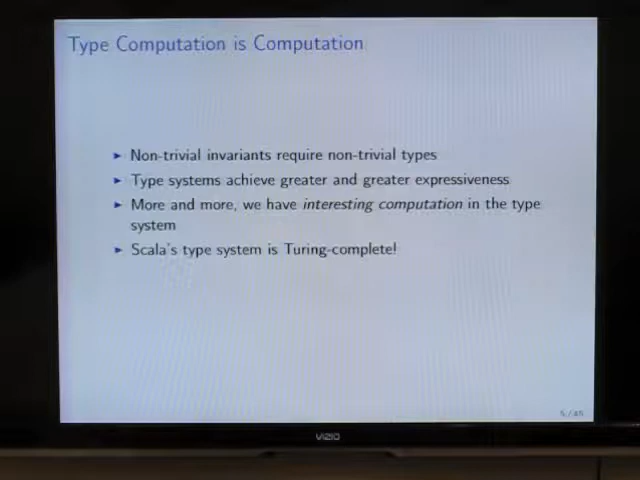 Type Computation is Computation
► Non-trivial invariants require non-trivial types
► Type systems achieve greater and greater expressiveness
► More and more, we have interesting computation in the type
system
► Scala's type system is Turing-complete!
VIZIO